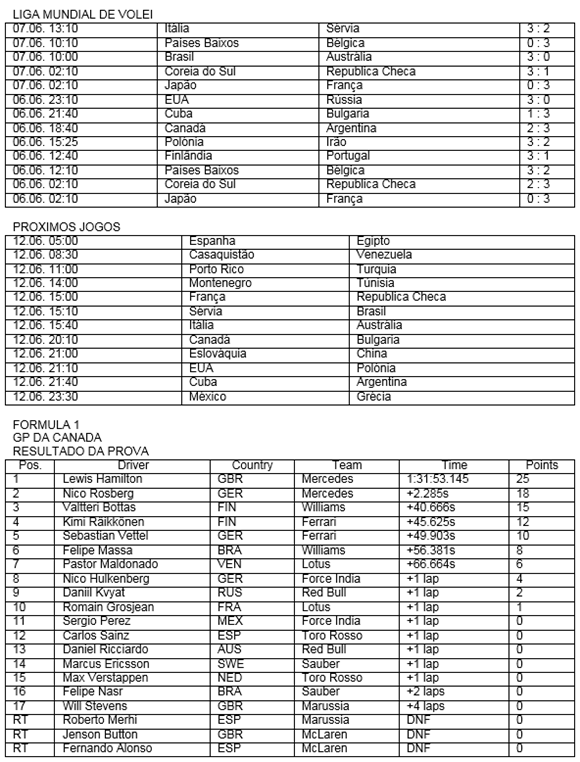 LIGA MUNDIAL DE VOLEI
07.06. 13:10 Itália Sérvia 3 : 2
07.06. 10:10 Países Baixos Bélgica 0 : 3
07.06. 10:00 Brasil Austrália 3 : 0
07.06. 02:10 Coreia do Sul Republica Checa 3 : 1
07.06. 02:10 Japão França 0 : 3
06.06. 23:10 EUA Rússia 3 : 0
06.06. 21:40 Cuba Bulgaria 1 : 3
06.06. 18:40 Canadá Argentina 2 : 3
06.06. 15:25 Polónia Irão 3 : 2
06.06. 12:40 Finlândia Portugal 3 : 1
06.06. 12:10 Países Baixos Bélgica 3 : 2
06.06. 02:10 Coreia do Sul Republica Checa 2 : 3
06.06. 02:10 Japão França 0 : 3
PROXIMOS JOGOS
12.06. 05:00 Espanha Egipto
12.06. 08:30 Casaquistão Venezuela
12.06. 11:00 Porto Rico Turquia
12.06. 14:00 Montenegro Túnisia
12.06. 15:00 França Republica Checa
12.06. 15:10 Sérvia Brasil
12.06. 15:40 Itália Austrália
12.06. 20:10 Canadá Bulgaria
12.06. 21:00 Eslováquia China
12.06. 21:10 EUA Polónia
12.06. 21:40 Cuba Argentina
12.06. 23:30 México Grécia
FORMULA 1
GP DA CANADA
RESULTADO DA PROVA
Pos. Driver Country Team Time Points
1 Lewis Hamilton GBR Mercedes 1:31:53.145 25
2 Nico Rosberg GER Mercedes +2.285s 18
3 Valtteri Bottas FIN Williams +40.666s 15
4 Kimi Räikkönen FIN Ferrari +45.625s 12
5 Sebastian Vettel GER Ferrari +49.903s 10
6 Felipe Massa BRA Williams +56.381s 8
7 Pastor Maldonado VEN Lotus +66.664s 6
8 Nico Hulkenberg GER Force India +1 lap 4
9 Daniil Kvyat RUS Red Bull +1 lap 2
10 Romain Grosjean FRA Lotus +1 lap 1
11 Sergio Perez MEX Force India +1 lap 0
12 Carlos Sainz ESP Toro Rosso +1 lap 0
13 Daniel Ricciardo AUS Red Bull +1 lap 0
14 Marcus Ericsson SWE Sauber +1 lap 0
15 Max Verstappen NED Toro Rosso +1 lap 0
16 Felipe Nasr BRA Sauber +2 laps 0
17 Will Stevens GBR Marussia +4 laps 0
RT Roberto Merhi ESP Marussia DNF 0
RT Jenson Button GBR McLaren DNF 0
RT Fernando Alonso ESP McLaren DNF 0